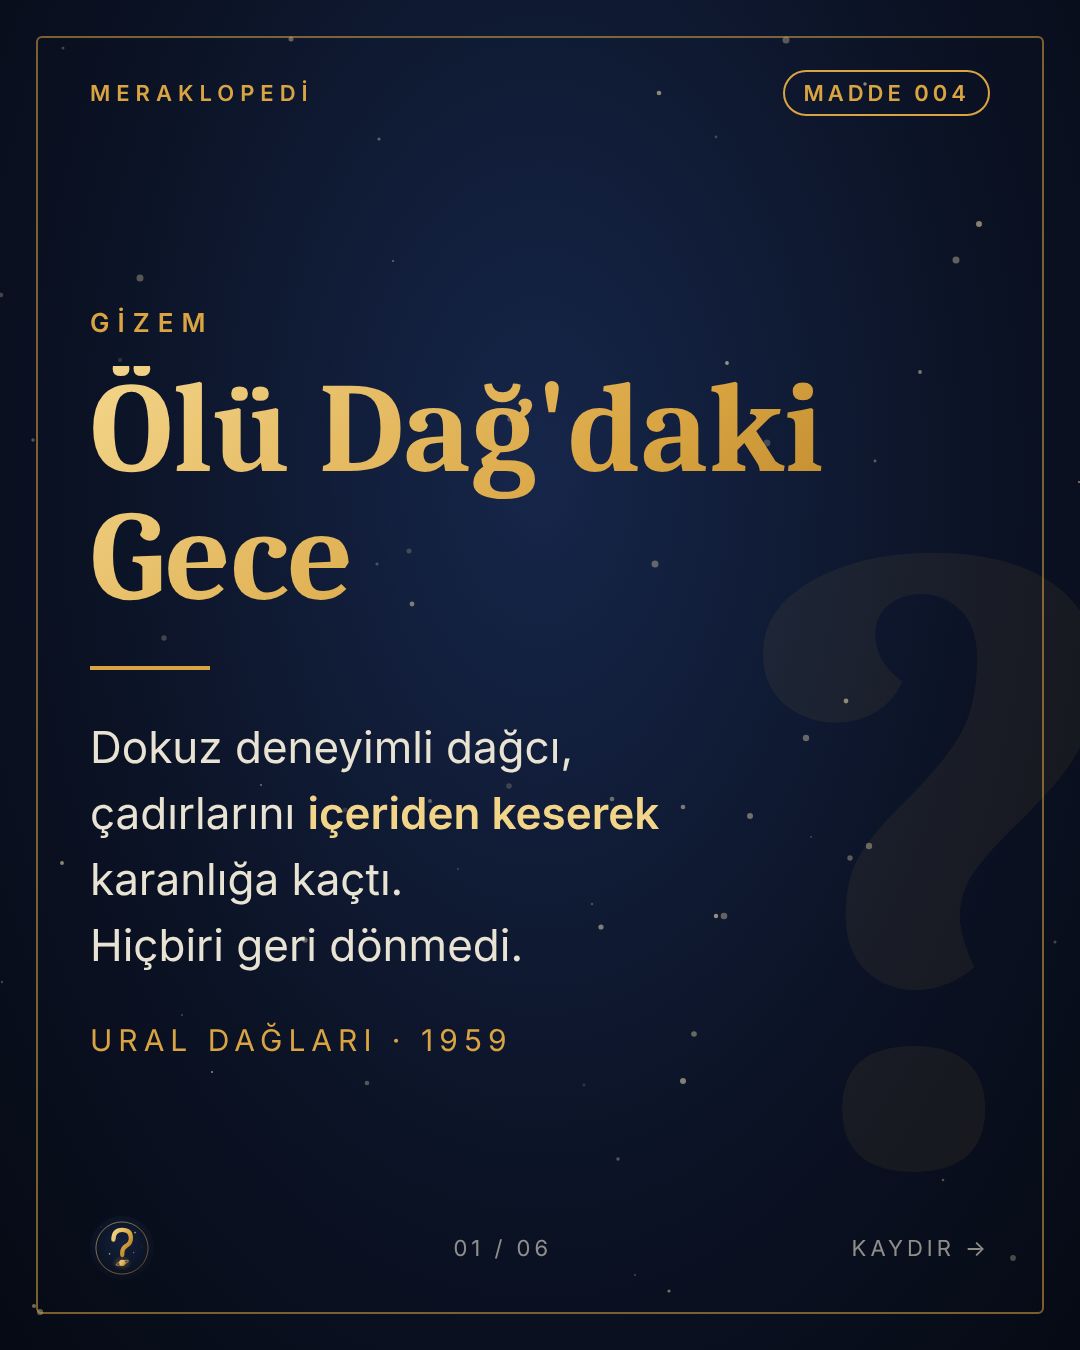 MERAKLOPEDİ
MADDE 004
GİZEM
Ölü Dağ'daki
Gece
Dokuz deneyimli dağcı,
çadırlarını içeriden keserek
karanlığa kaçtı.
Hiçbiri geri dönmedi.
URAL DAĞLARI · 1959
?
01 / 06
KAYDIR →